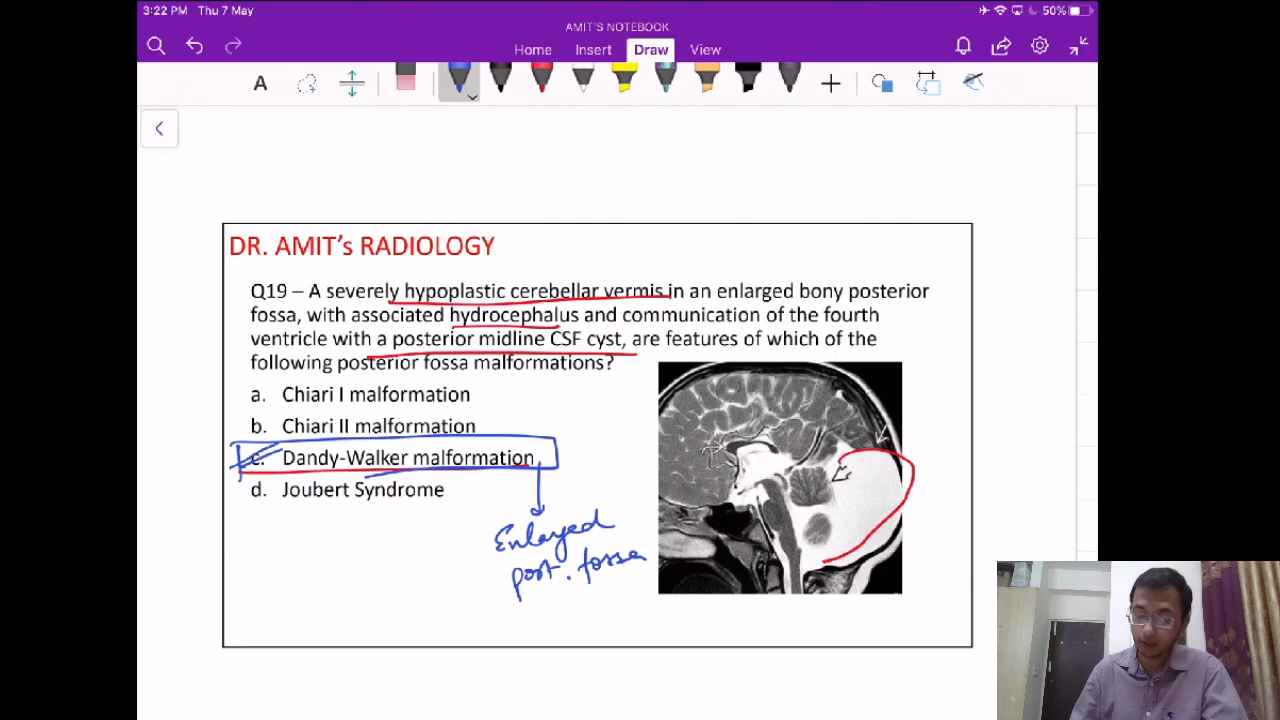 3:22 PM Thu 7 May
50%
AMIT'S NOTEBOOK
Home Insert Draw View
A
DR. AMIT's RADIOLOGY
Q19 – A severely hypoplastic cerebellar vermis in an enlarged bony posterior
fossa, with associated hydrocephalus and communication of the fourth
ventricle with a posterior midline CSF cyst, are features of which of the
following posterior fossa malformations?
a. Chiari I malformation
b. Chiari II malformation
c. Dandy-Walker malformation
d. Joubert Syndrome
Enlarged
post. fossa